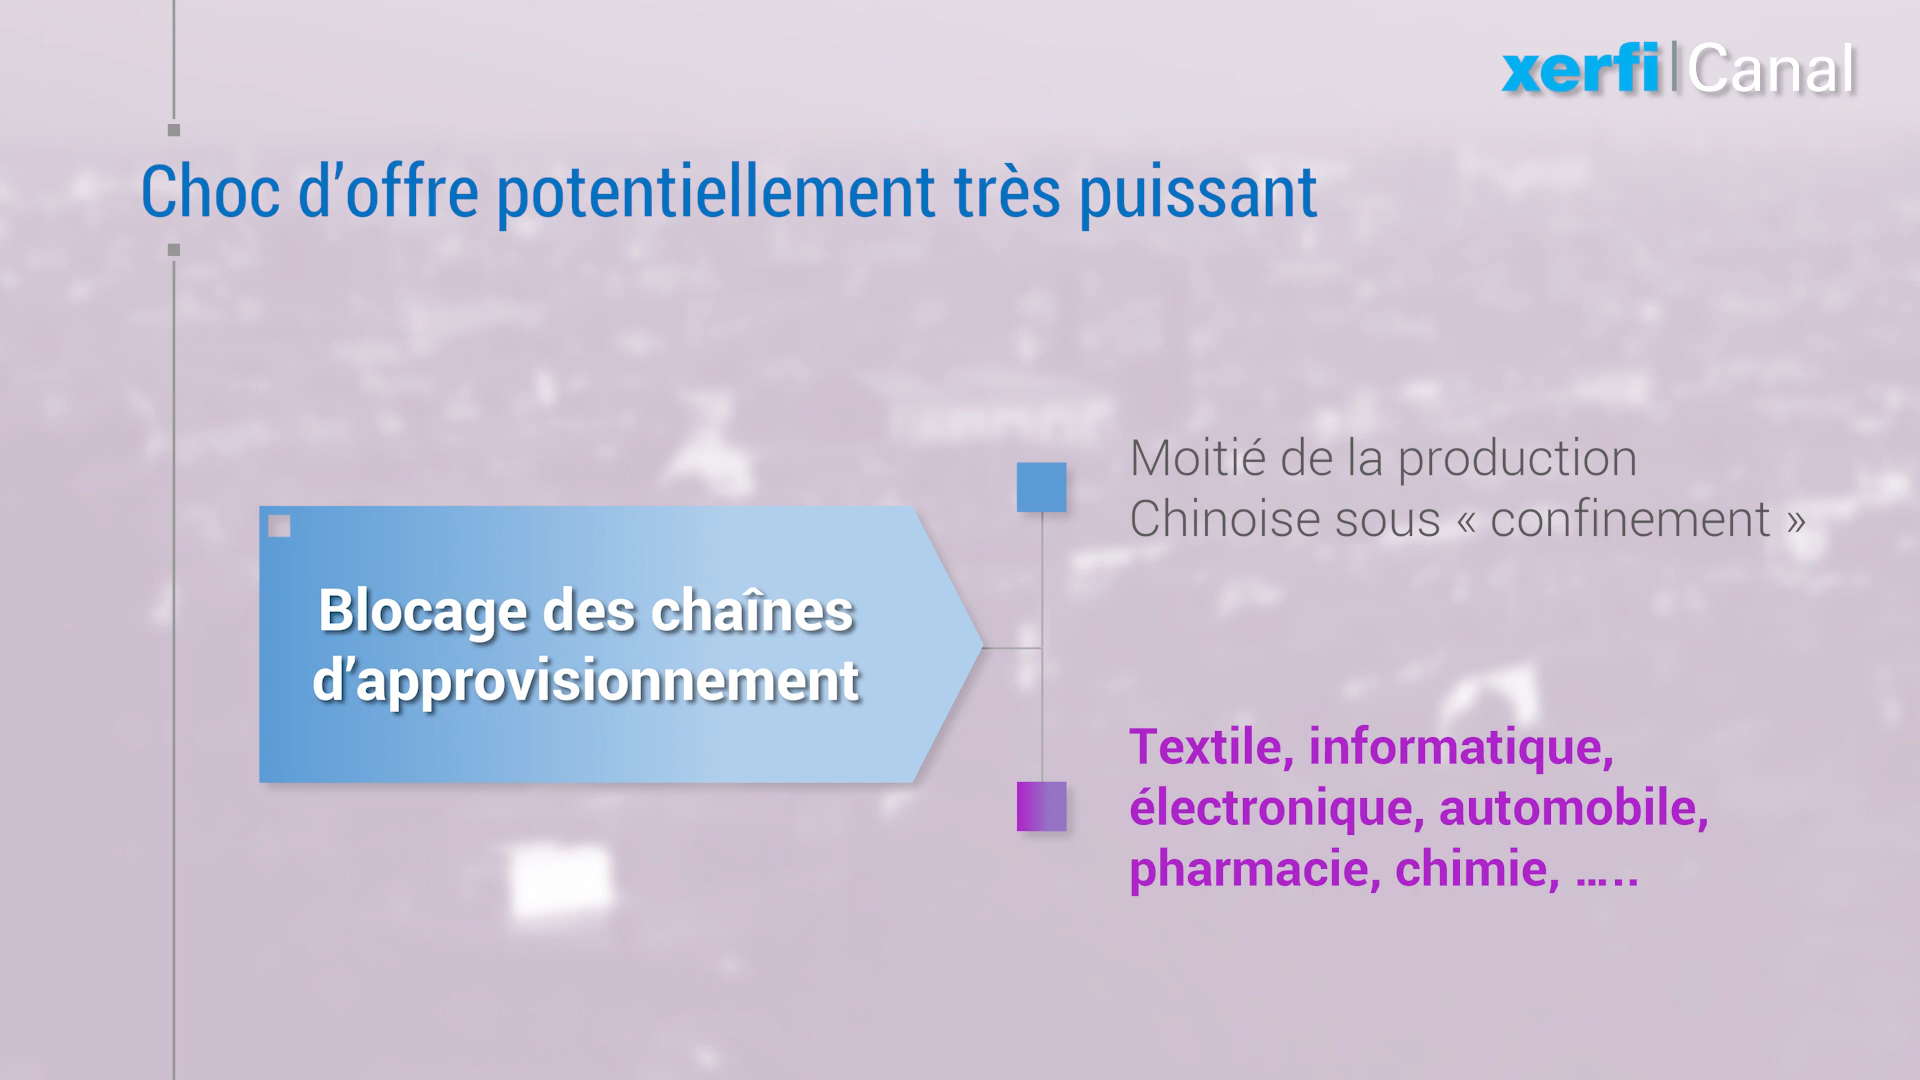 xerfi|Canal
Choc d’offre potentiellement très puissant
Moitié de la production
Chinoise sous « confinement »
Blocage des chaînes
d’approvisionnement
Textile, informatique,
électronique, automobile,
pharmacie, chimie, …..